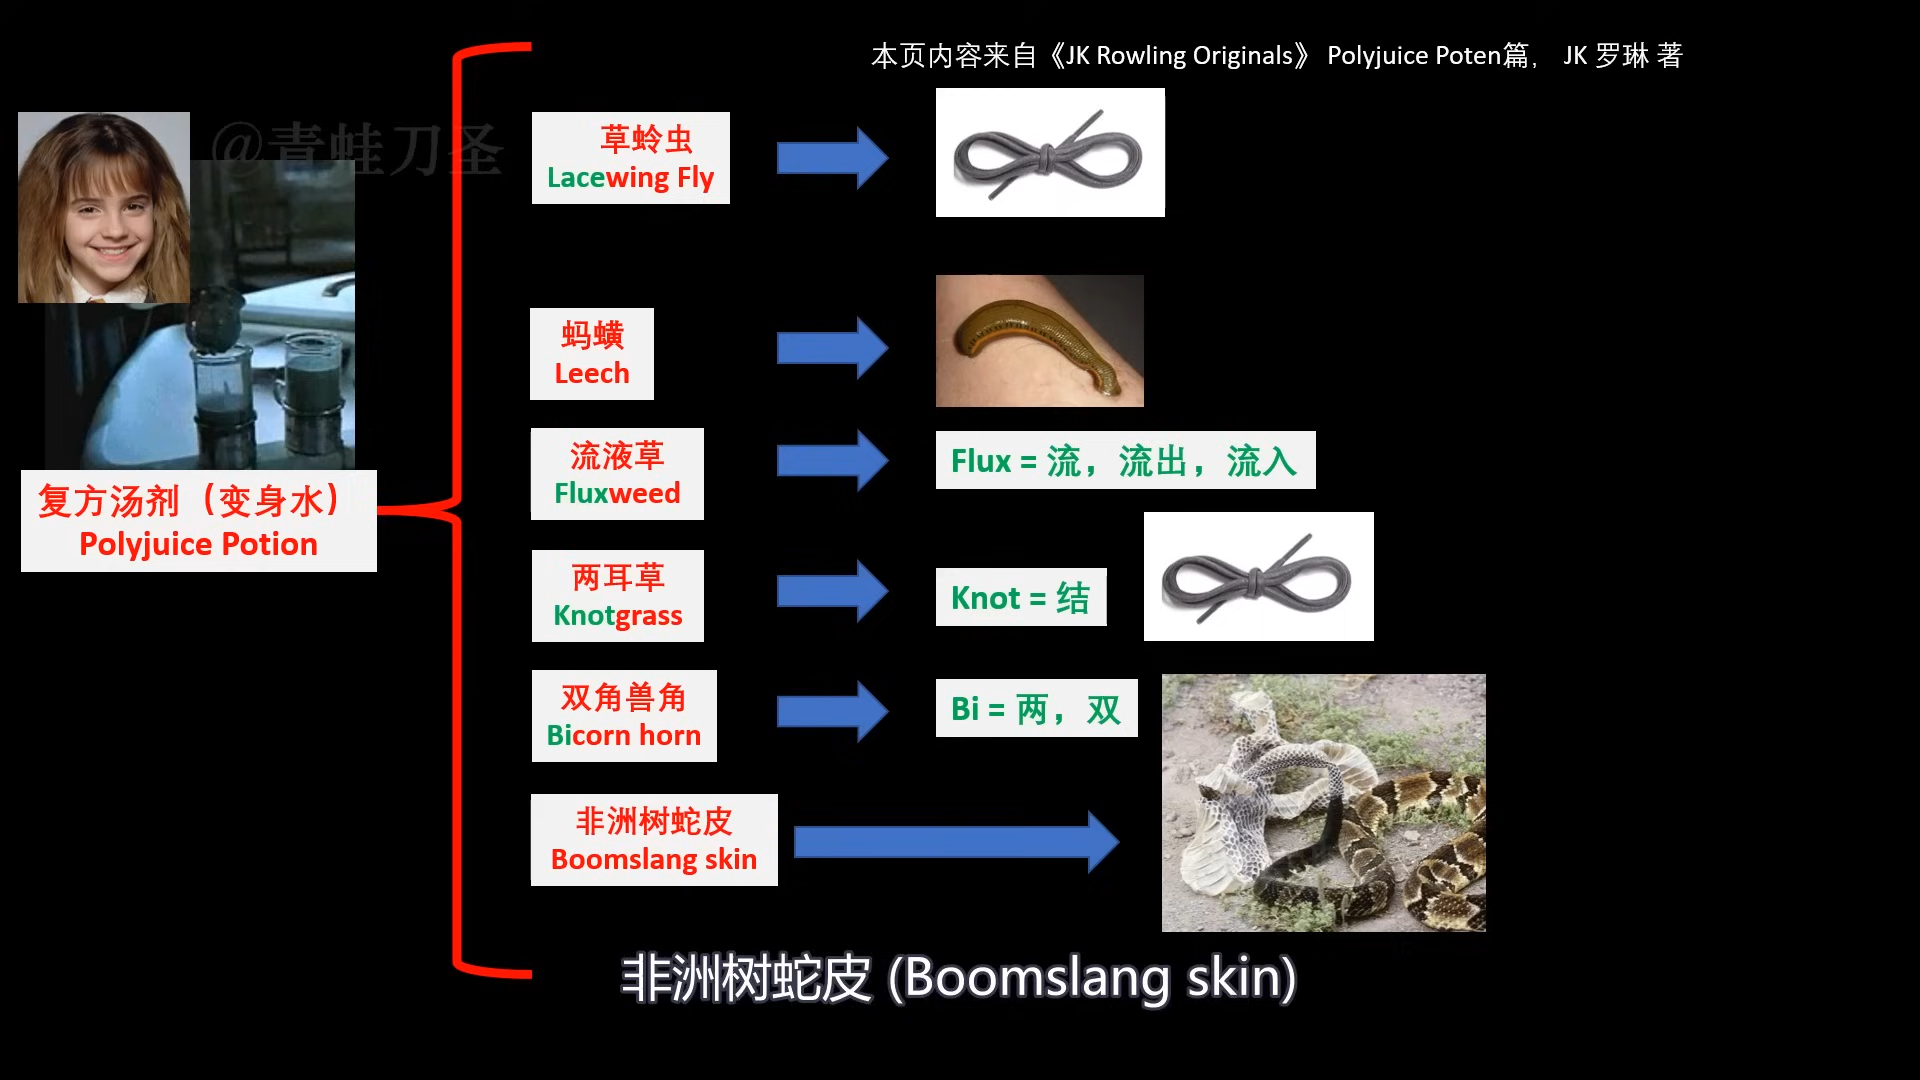 本页内容来自《JK Rowling Originals》 Polyjuice Poten篇， JK 罗琳 著
@青蛙刀圣
草蛉虫
Lacewing Fly
蚂蟥
Leech
流液草
Fluxweed
Flux = 流，流出，流入
复方汤剂（变身水）
Polyjuice Potion
两耳草
Knotgrass
Knot = 结
双角兽角
Bicorn horn
Bi = 两，双
非洲树蛇皮
Boomslang skin
非洲树蛇皮 (Boomslang skin)